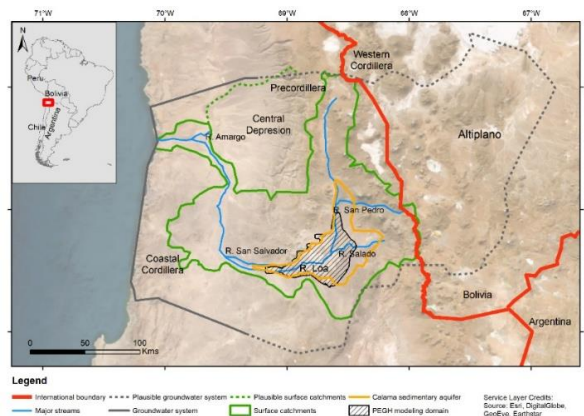 71°W
70°W
69°W
68°W
67°W
N
Peru
Bolivia
Chile
Argentina
Western
Cordillera
Precordillera
Central
Depresion
Altiplano
R. Amargo
R. San Pedro
R. San Salvador
R. Salado
R. Loa
Coastal
Cordillera
Bolivia
Argentina
0 50 100
Kms
Legend
International boundary
Plausible groundwater system
Plausible surface catchments
Calama sedimentary aquifer
Major streams
Groundwater system
Surface catchments
PEGH modeling domain
Service Layer Credits:
Source: Esri, DigitalGlobe,
GeoEye, Earthstar